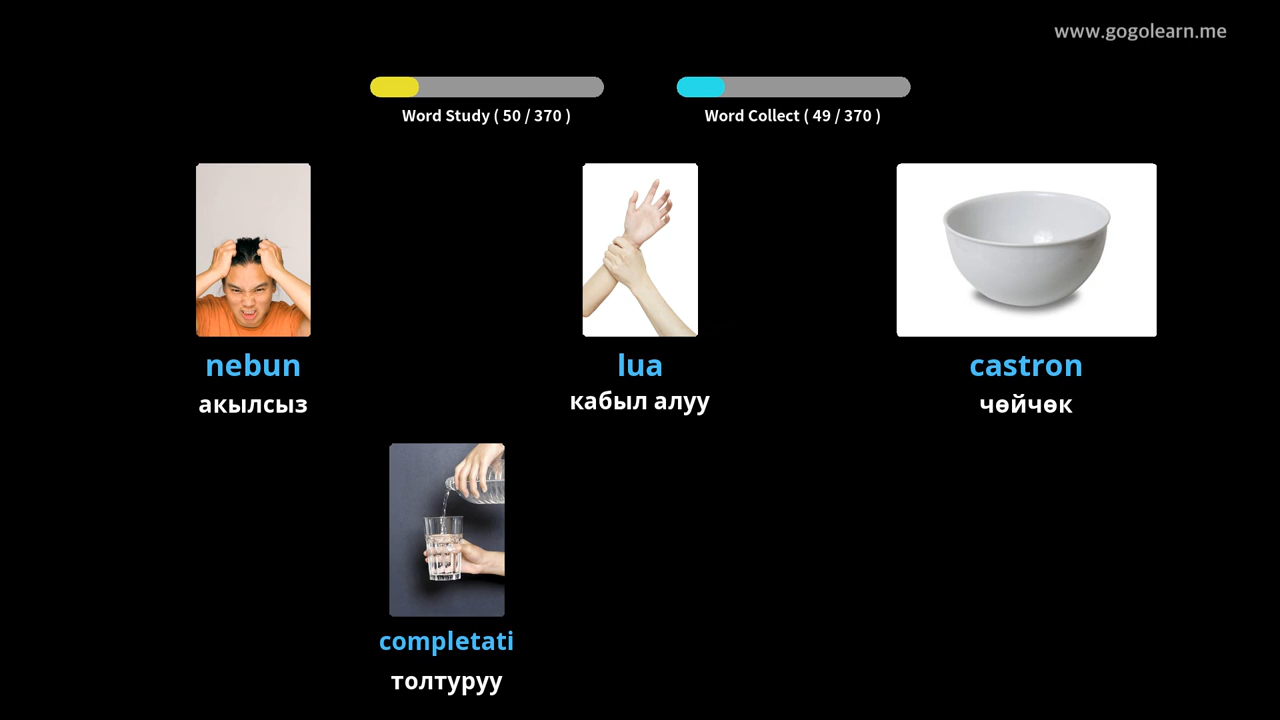 www.gogolearn.me
Word Study ( 50 / 370 )
Word Collect ( 49 / 370 )
nebun
акылсыз
lua
кабыл алуу
castron
чөйчөк
completati
толтуруу